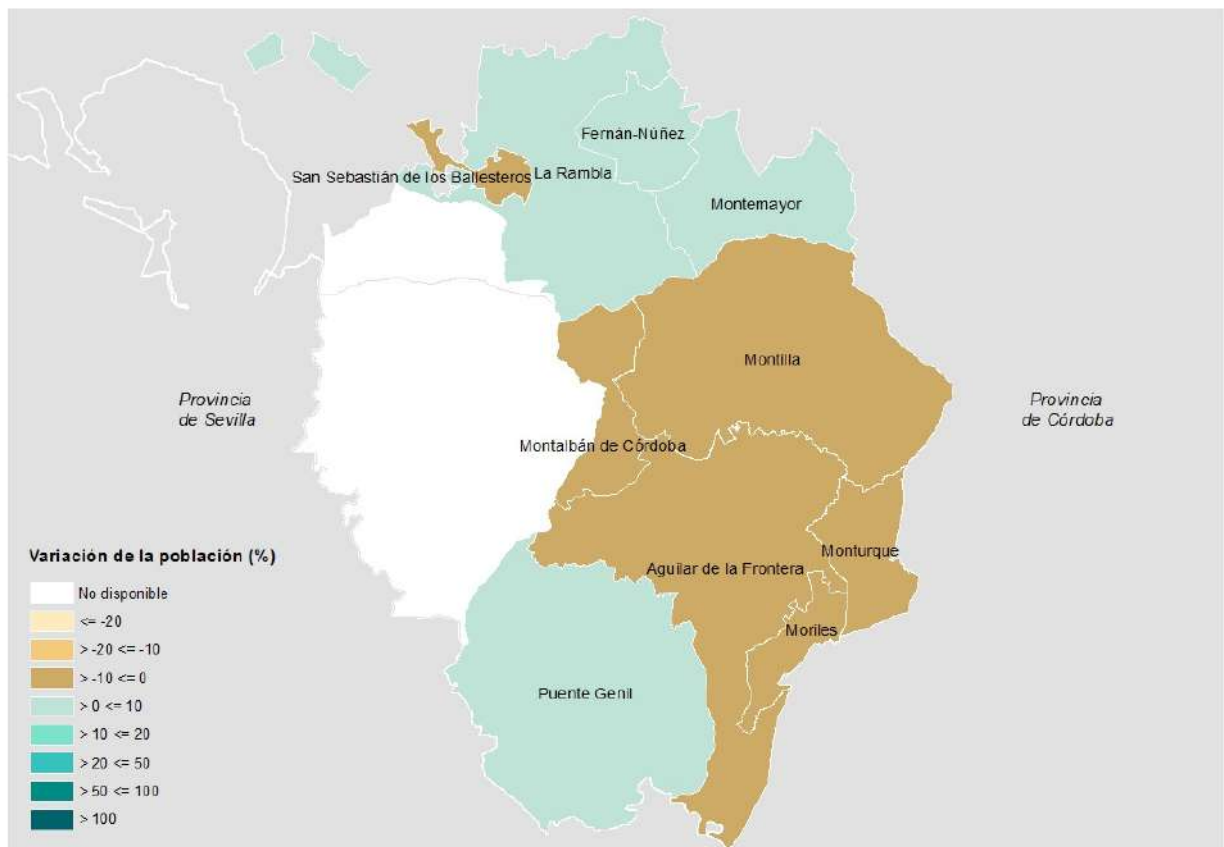 Fernán-Núñez
San Sebastián de los Ballesteros
La Rambla
Montemayor
Montilla
Provincia
de Sevilla
Provincia
de Córdoba
Montalbán de Córdoba
Monturque
Aguilar de la Frontera
Moriles
Puente Genil
Variación de la población (%)
No disponible
<= -20
> -20 <= -10
> -10 <= 0
> 0 <= 10
> 10 <= 20
> 20 <= 50
> 50 <= 100
> 100